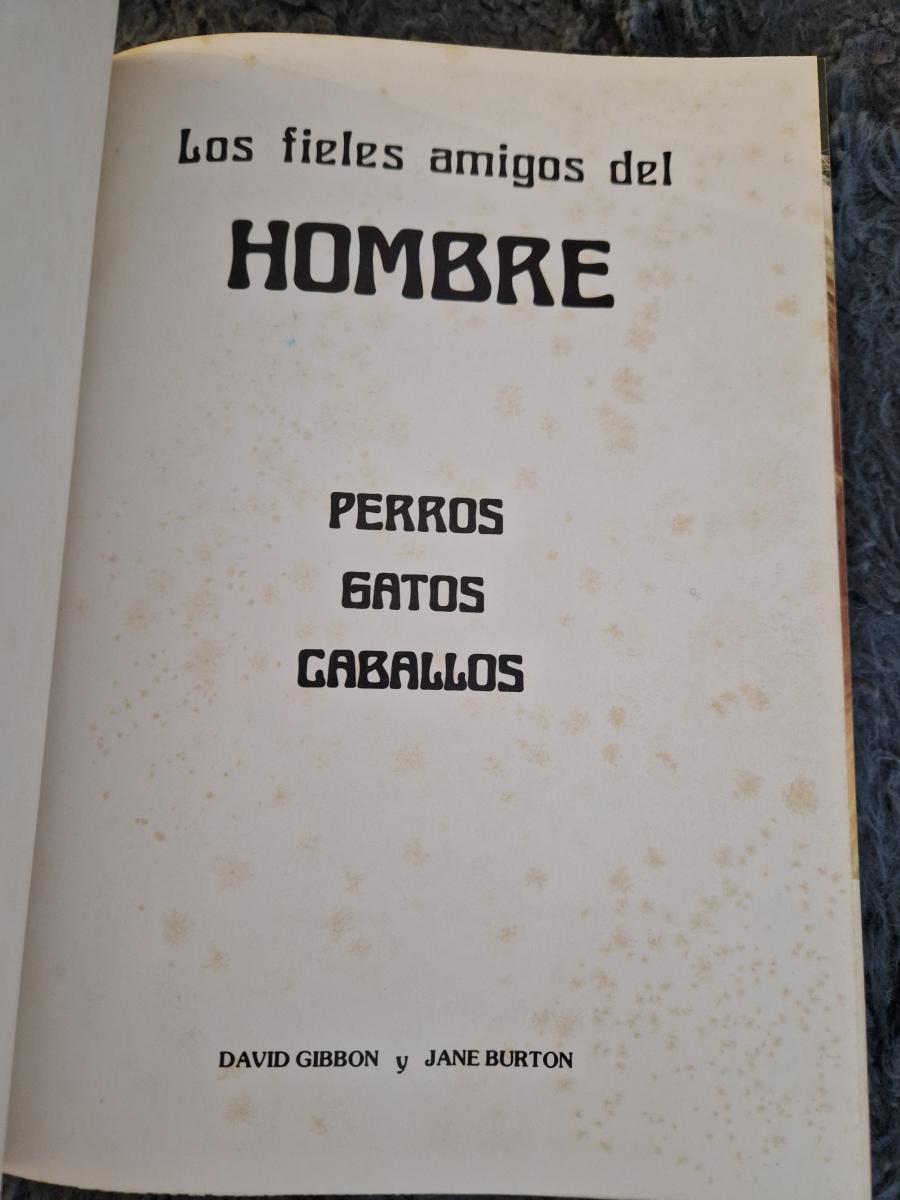 Los fieles amigos del
HOMBRE
PERROS
GATOS
CABALLOS
DAVID GIBBON y JANE BURTON